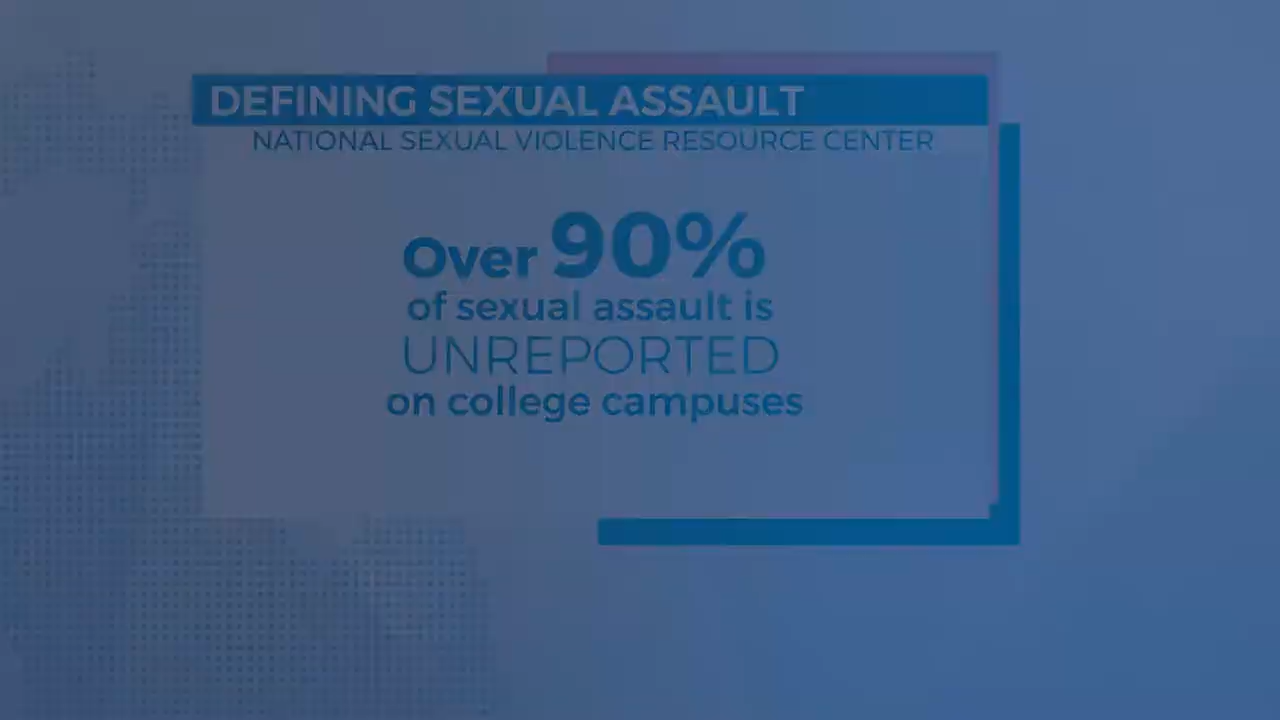 DEFINING SEXUAL ASSAULT
NATIONAL SEXUAL VIOLENCE RESOURCE CENTER
Over 90%
of sexual assault is
UNREPORTED
on college campuses